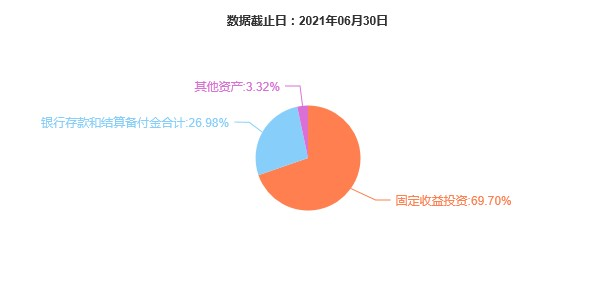 数据截止日：2021年06月30日
其他资产:3.32%
银行存款和结算备付金合计:26.98%
固定收益投资:69.70%